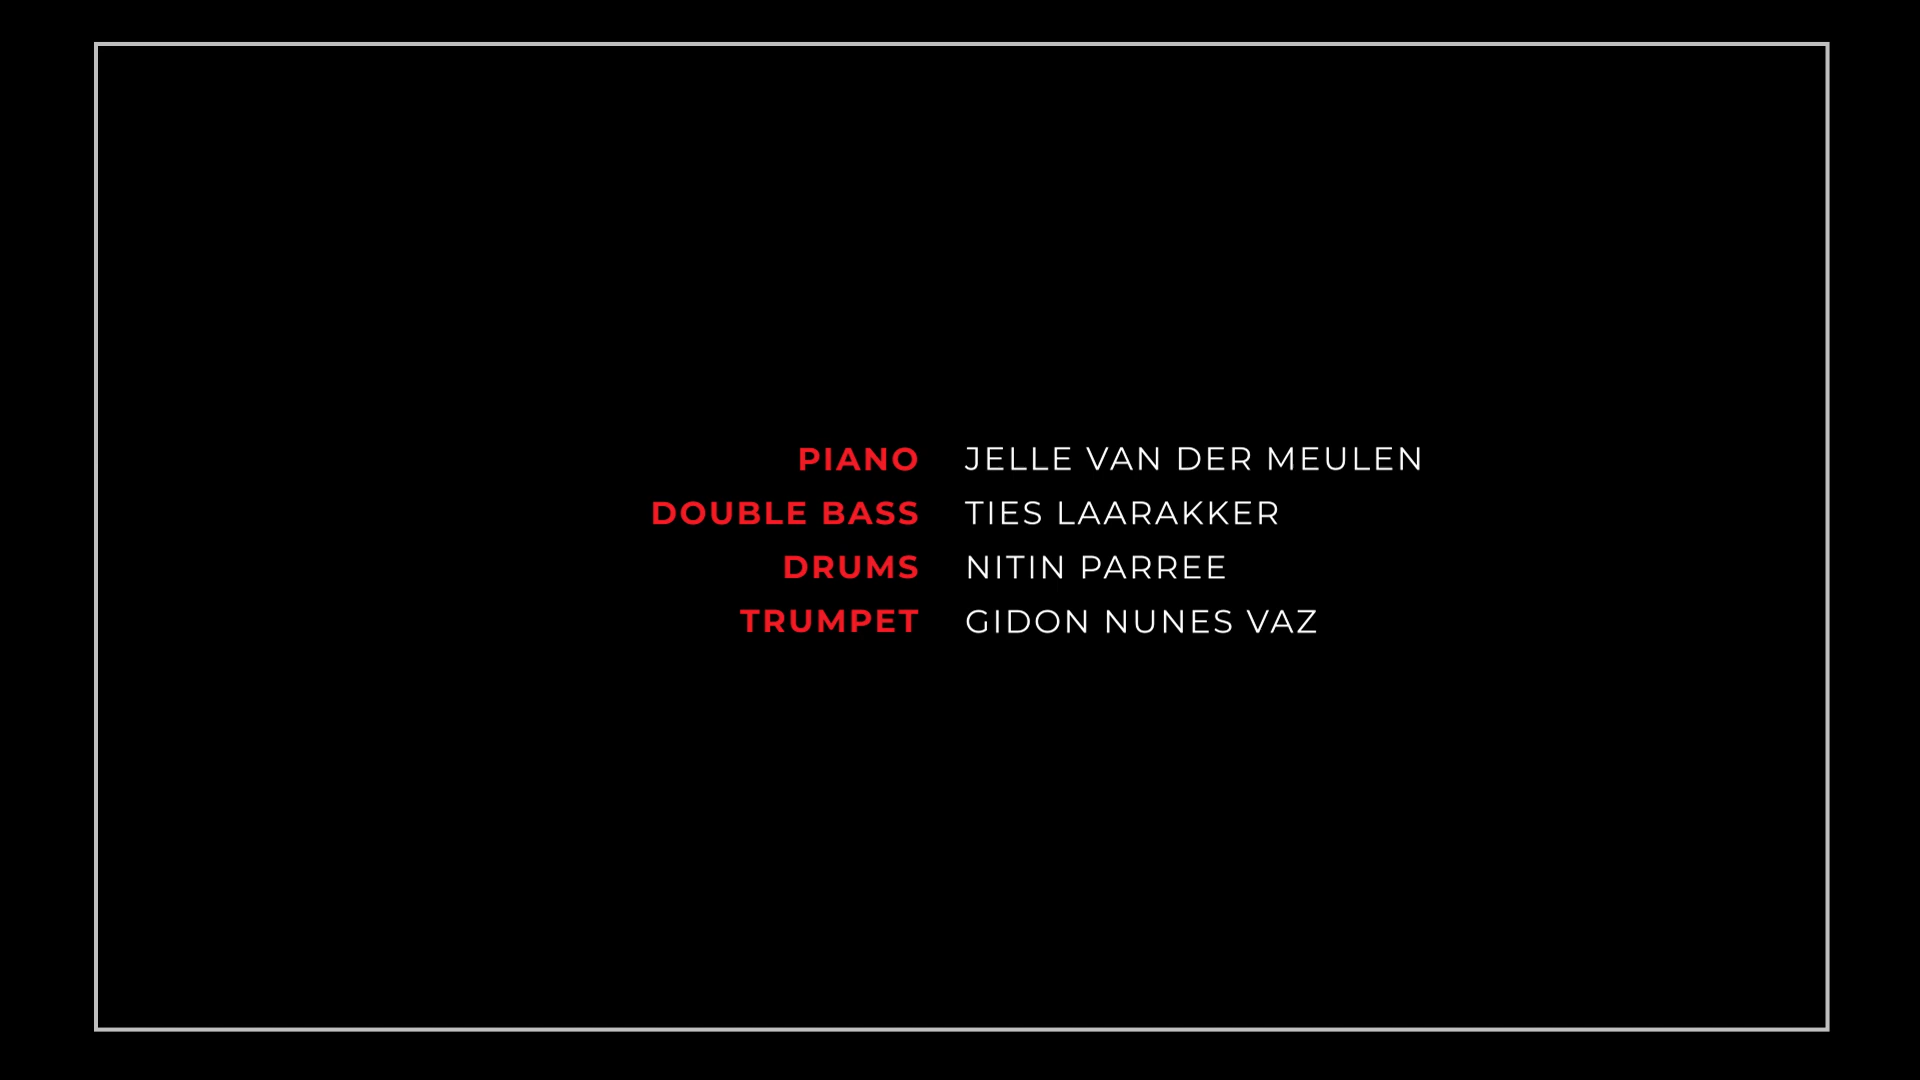 PIANO JELLE VAN DER MEULEN
DOUBLE BASS TIES LAARAKKER
DRUMS NITIN PARREE
TRUMPET GIDON NUNES VAZ